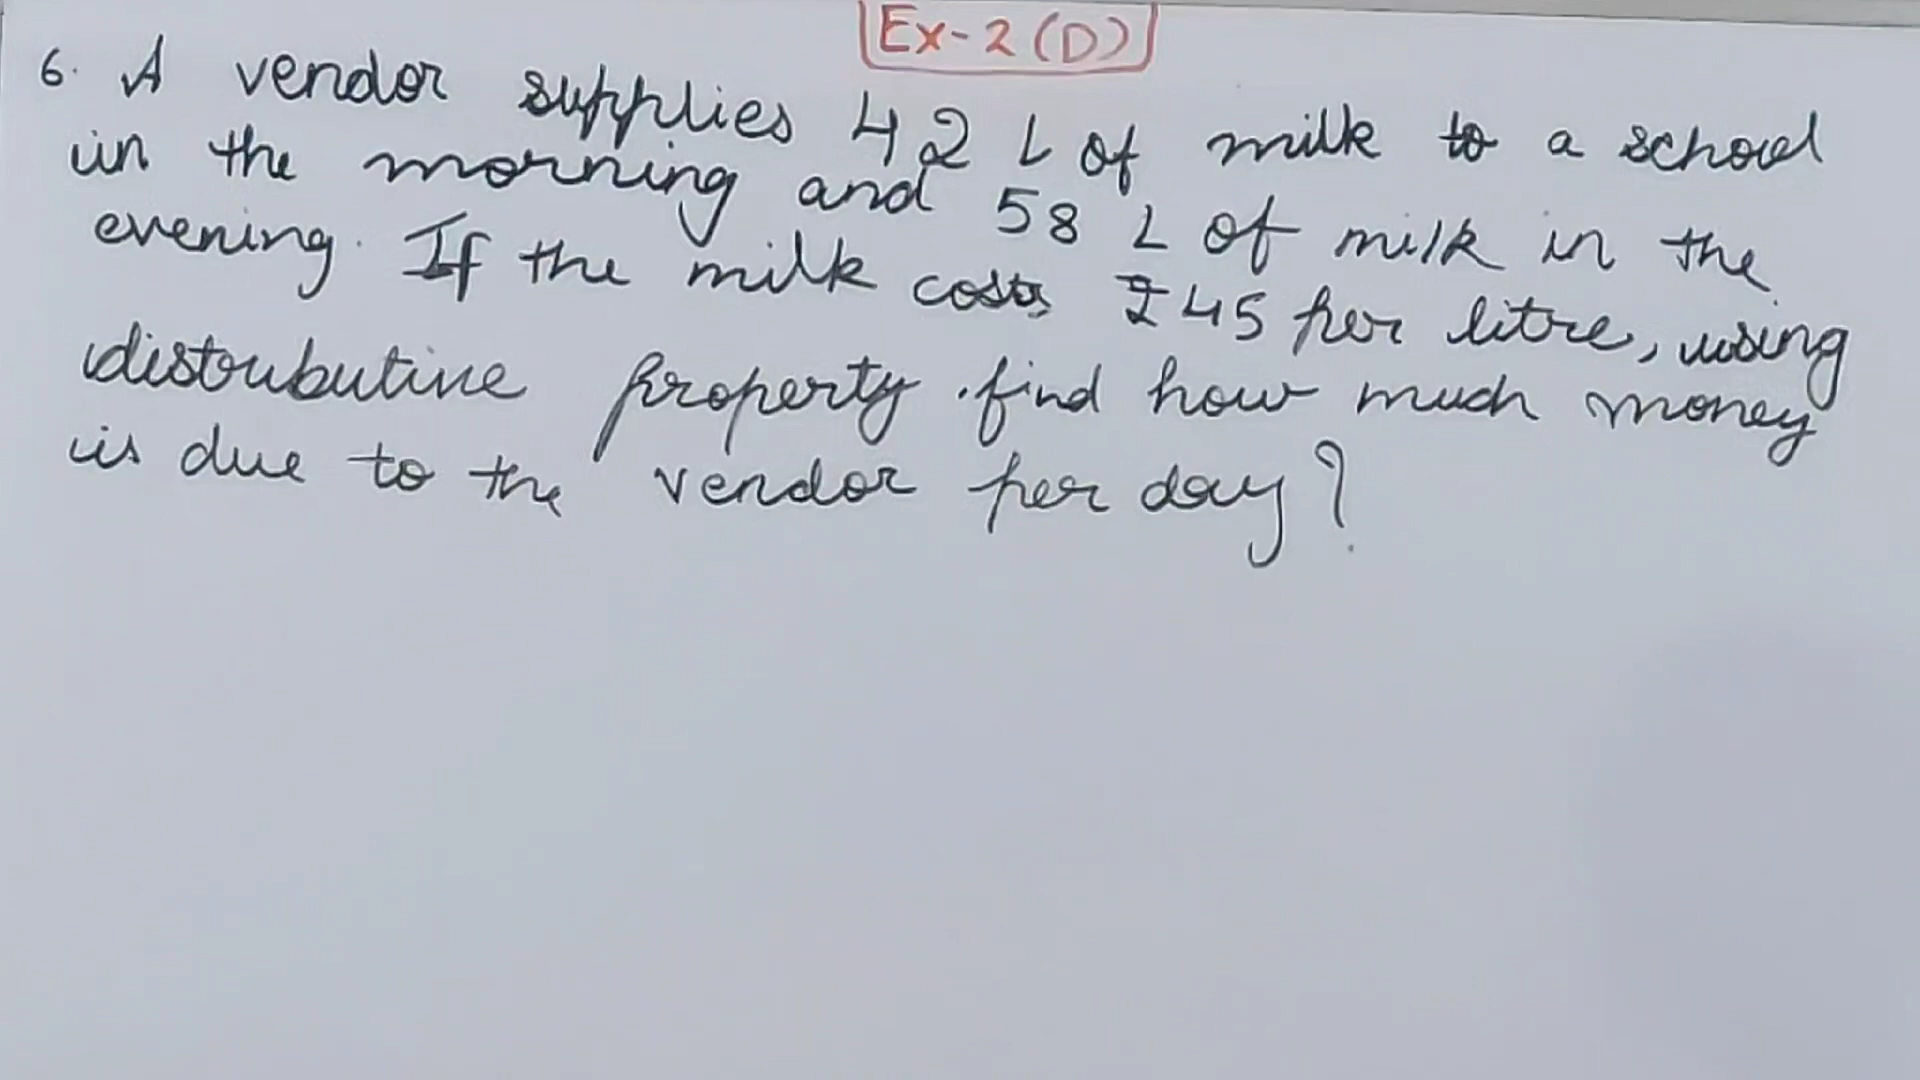 Ex-2 (D)
6. A vendor supplies 42 L of milk to a school
in the morning and 58 L of milk in the
evening. If the milk costs ₹45 per litre, using
distributive property find how much money
is due to the vendor per day?